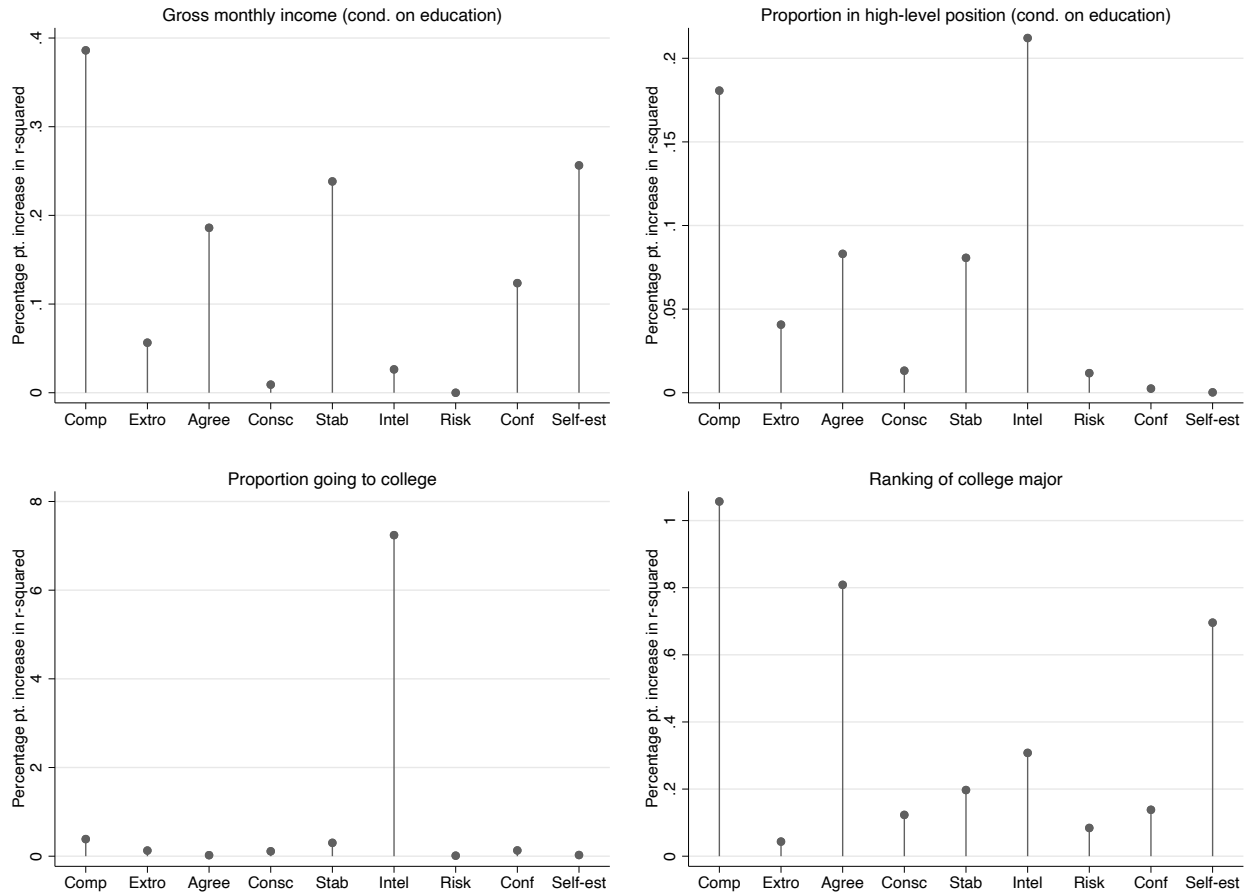 Gross monthly income (cond. on education)
Percentage pt. increase in r-squared
.4
.3
.2
.1
0
Comp Extro Agree Consc Stab Intel Risk Conf Self-est
Proportion in high-level position (cond. on education)
Percentage pt. increase in r-squared
.2
.15
.1
.05
0
Comp Extro Agree Consc Stab Intel Risk Conf Self-est
Proportion going to college
Percentage pt. increase in r-squared
8
6
4
2
0
Comp Extro Agree Consc Stab Intel Risk Conf Self-est
Ranking of college major
Percentage pt. increase in r-squared
1
.8
.6
.4
.2
0
Comp Extro Agree Consc Stab Intel Risk Conf Self-est